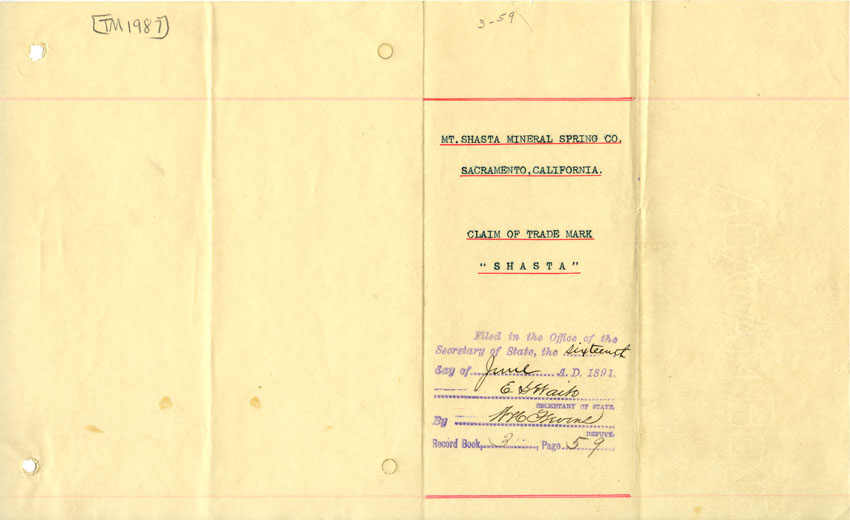 [TM1987]
3-59
MT. SHASTA MINERAL SPRING CO.
SACRAMENTO, CALIFORNIA.
CLAIM OF TRADE MARK
"SHASTA"
Filed in the Office of the
Secretary of State, the sixteenth
day of June A.D. 1891.
E G Waite
SECRETARY OF STATE
By
DEPUTY.
Record Book, 3, Page 59